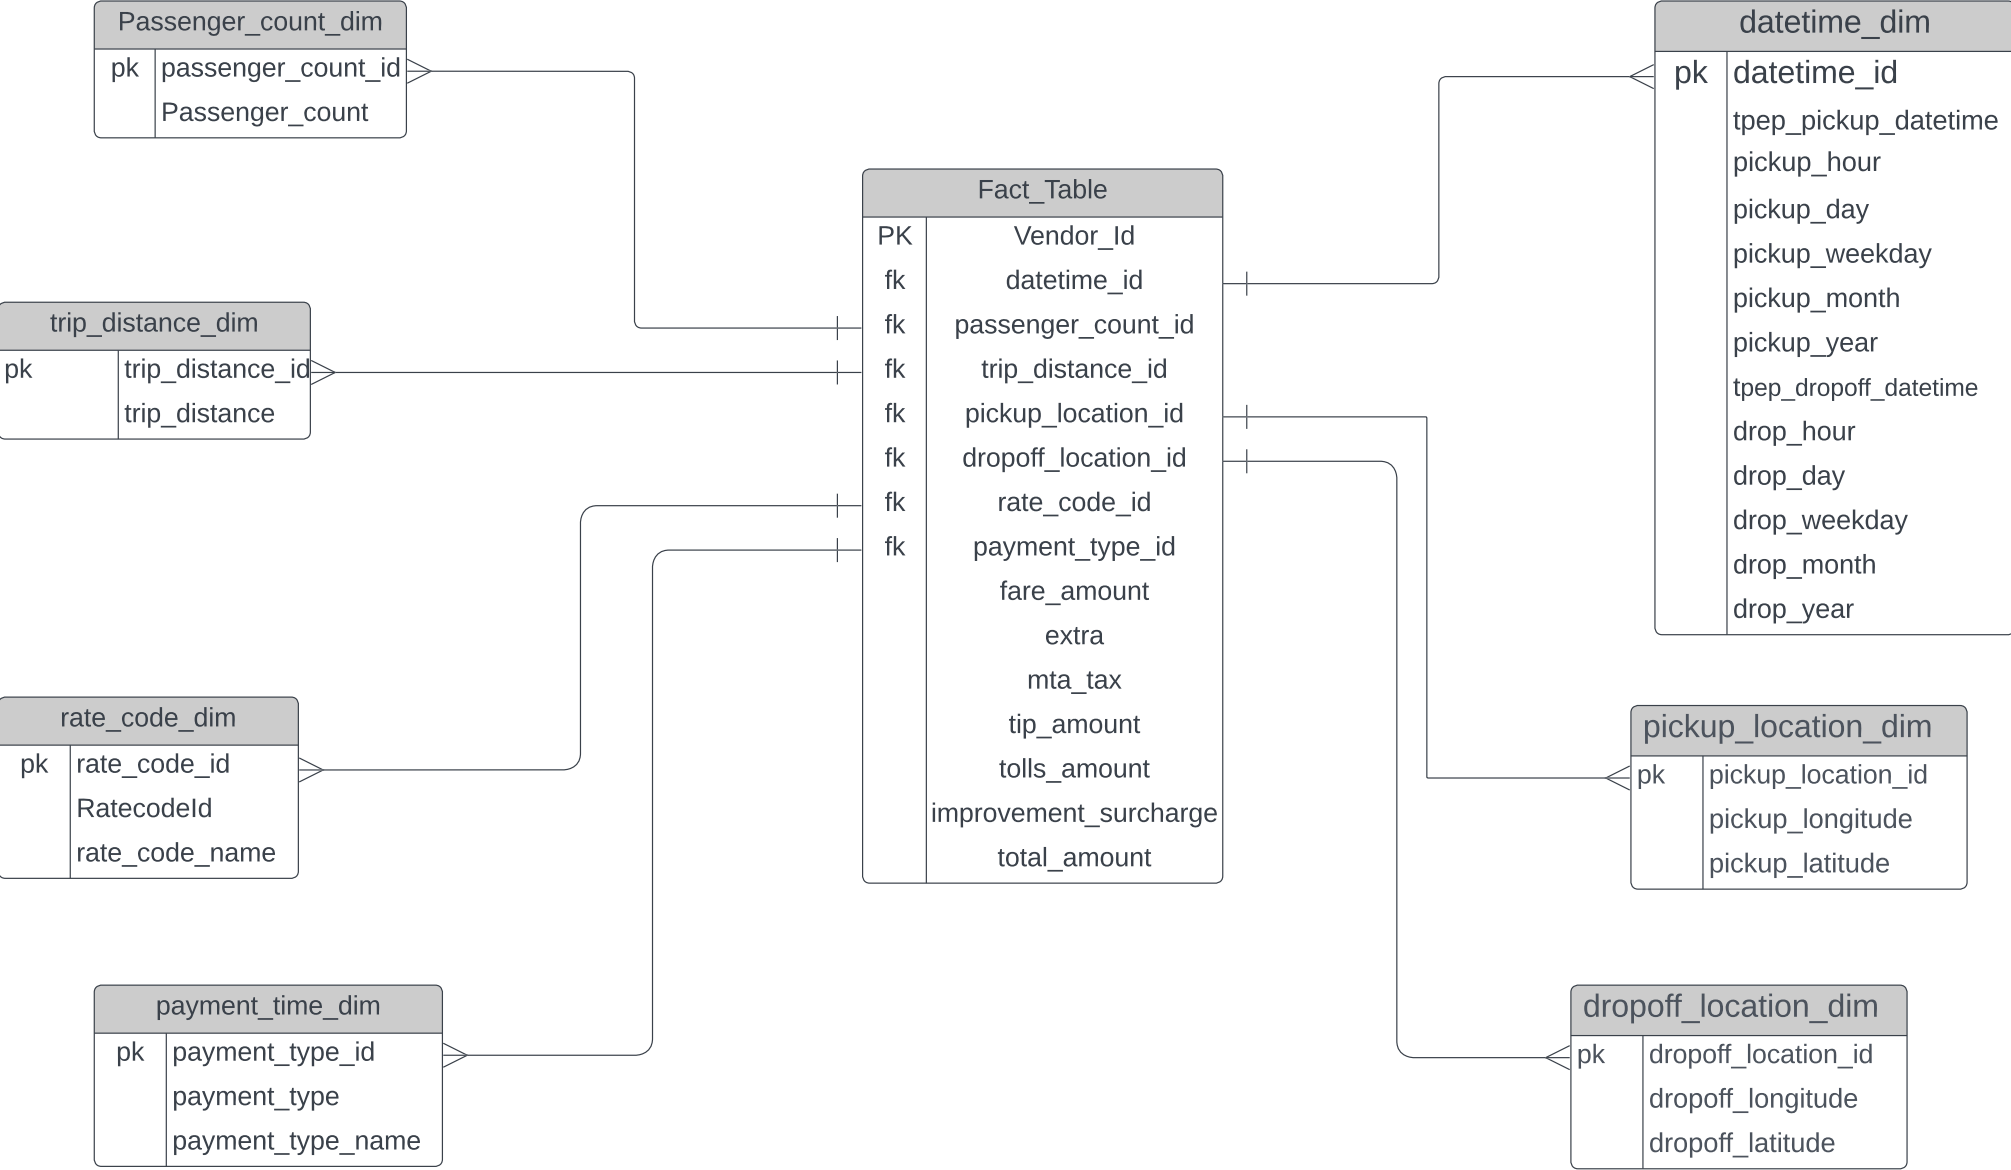 Passenger_count_dim
pk passenger_count_id
Passenger_count
trip_distance_dim
pk trip_distance_id
trip_distance
rate_code_dim
pk rate_code_id
RatecodeId
rate_code_name
payment_time_dim
pk payment_type_id
payment_type
payment_type_name
Fact_Table
PK Vendor_Id
fk datetime_id
fk passenger_count_id
fk trip_distance_id
fk pickup_location_id
fk dropoff_location_id
fk rate_code_id
fk payment_type_id
fare_amount
extra
mta_tax
tip_amount
tolls_amount
improvement_surcharge
total_amount
datetime_dim
pk datetime_id
tpep_pickup_datetime
pickup_hour
pickup_day
pickup_weekday
pickup_month
pickup_year
tpep_dropoff_datetime
drop_hour
drop_day
drop_weekday
drop_month
drop_year
pickup_location_dim
pk pickup_location_id
pickup_longitude
pickup_latitude
dropoff_location_dim
pk dropoff_location_id
dropoff_longitude
dropoff_latitude